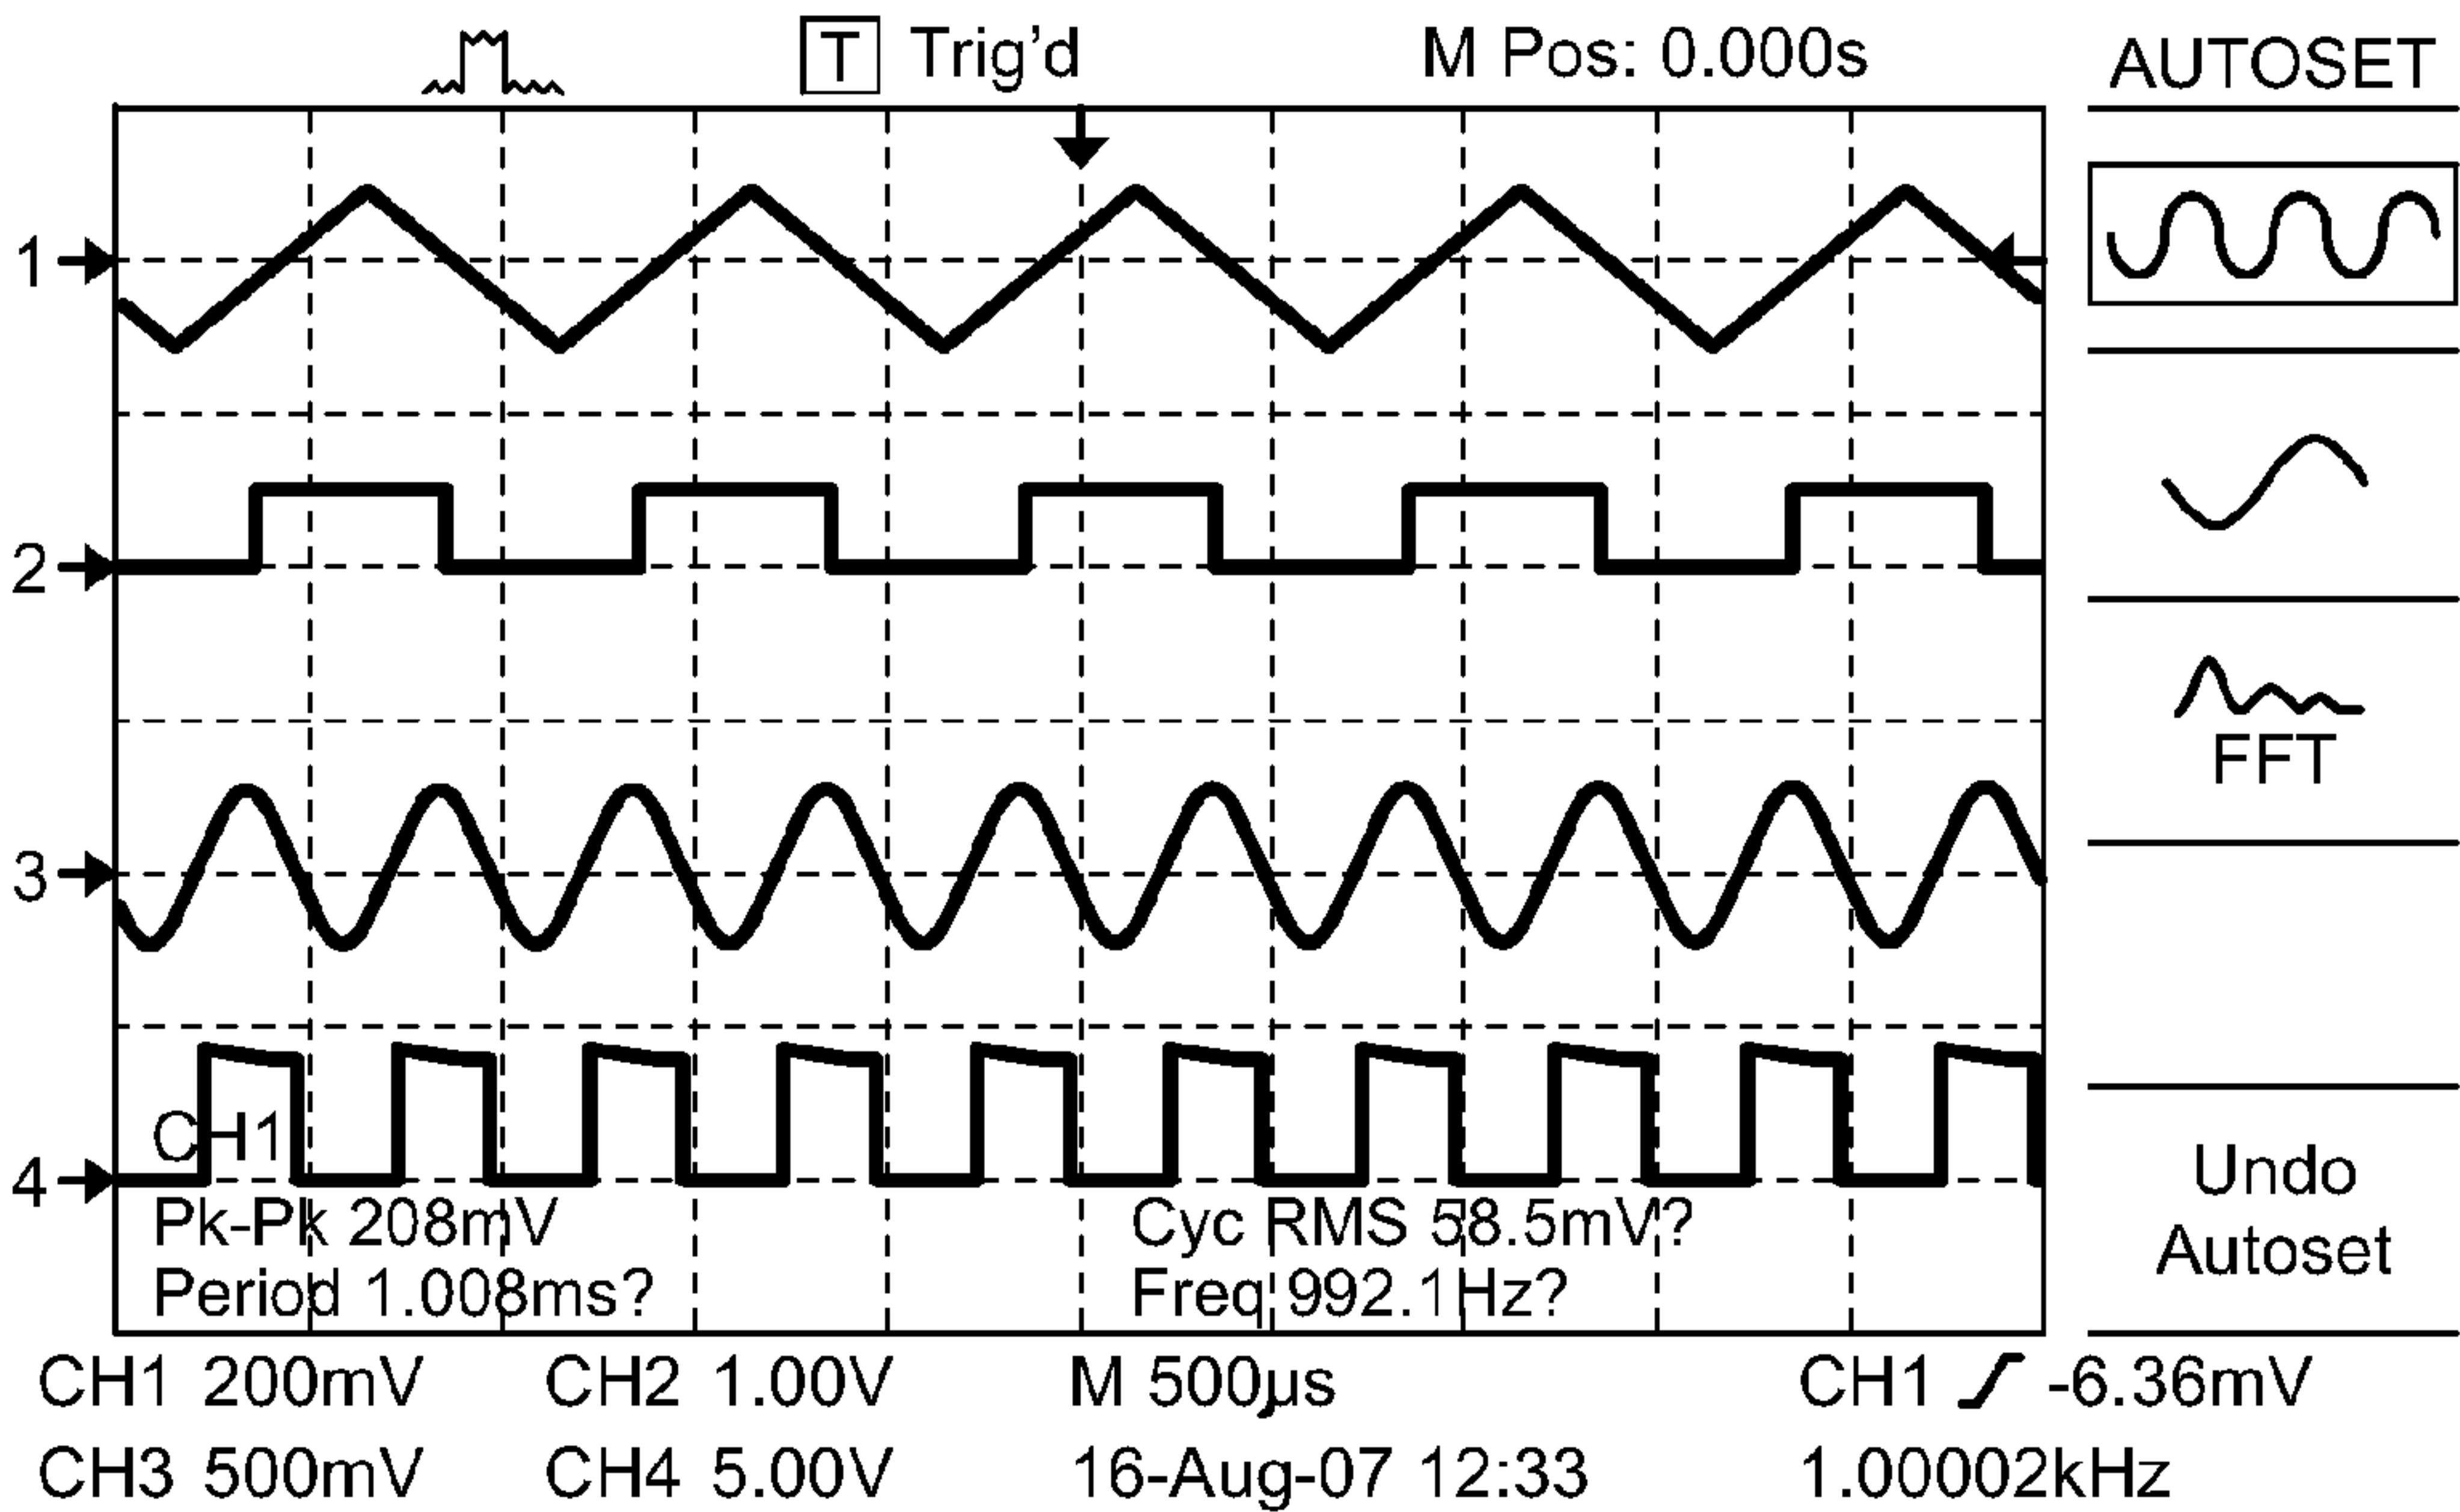 T Trig'd M Pos: 0.000s AUTOSET
1
2
FFT
3
CH1
4
Undo
Autoset
Pk-Pk 208mV Cyc RMS 58.5mV?
Period 1.008ms? Freq 992.1Hz?
CH1 200mV CH2 1.00V M 500µs CH1 -6.36mV
CH3 500mV CH4 5.00V 16-Aug-07 12:33 1.00002kHz